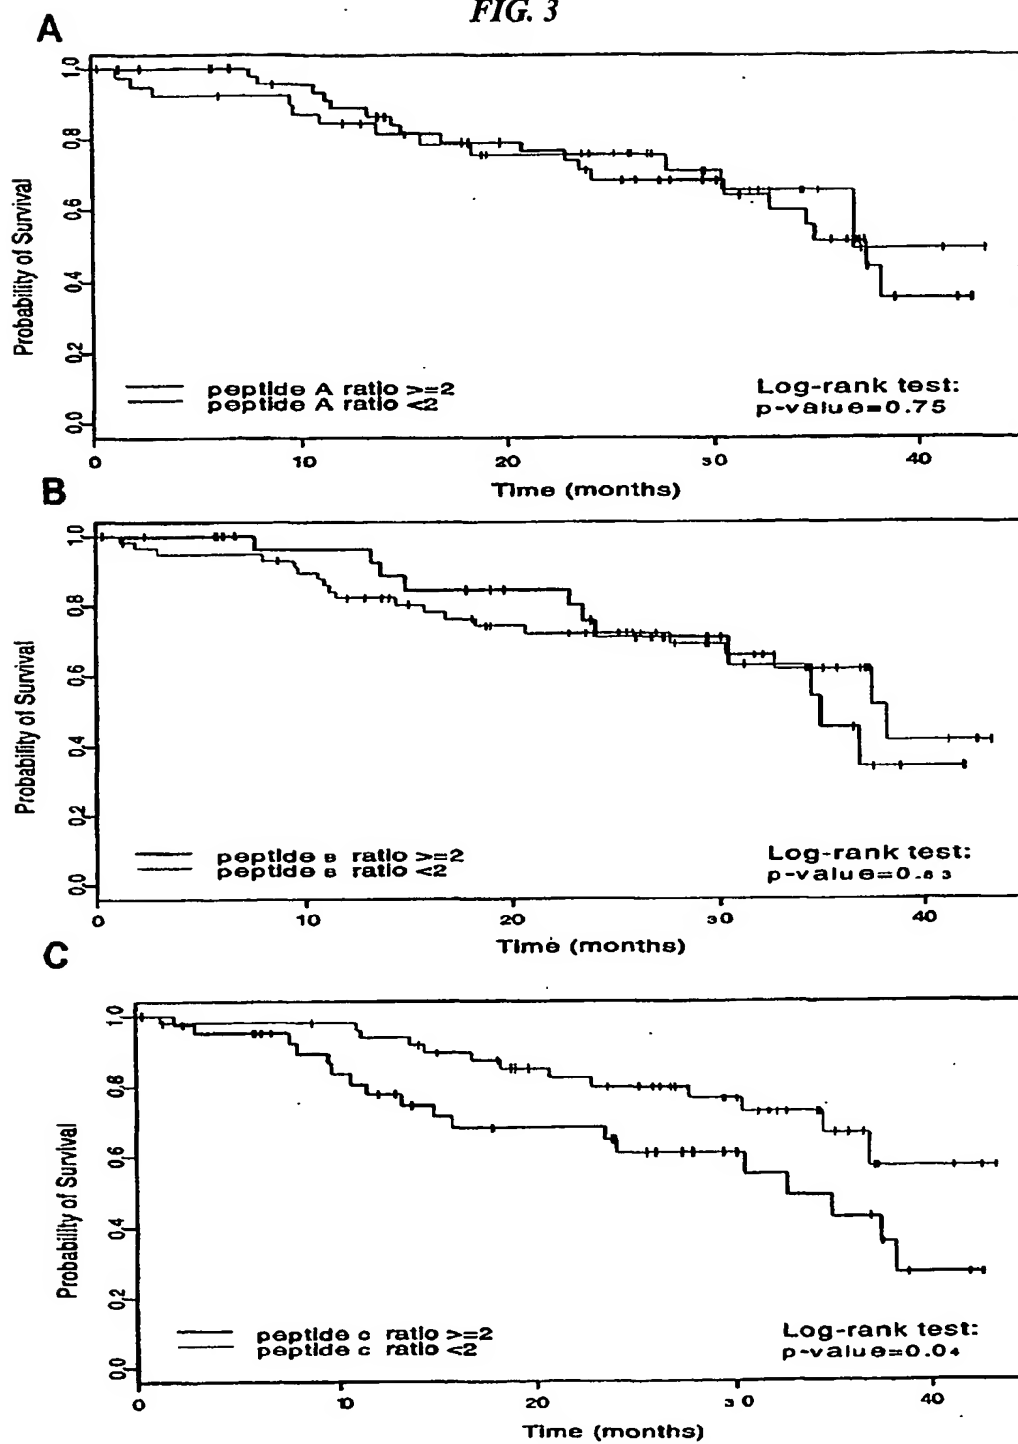 FIG. 3
A
Probability of Survival
1.0
0.8
0.6
0.4
0.2
0.0
peptide A ratio >=2
peptide A ratio <2
Log-rank test:
p-value=0.75
0 10 20 30 40
Time (months)
B
Probability of Survival
1.0
0.8
0.6
0.4
0.2
0.0
peptide B ratio >=2
peptide B ratio <2
Log-rank test:
0 10 20 30 40
Time (months)
C
Probability of Survival
1.0
0.8
0.6
0.4
0.2
0.0
peptide c ratio >=2
peptide c ratio <2
Log-rank test:
p-value=0.04
0 10 20 30 40
Time (months)